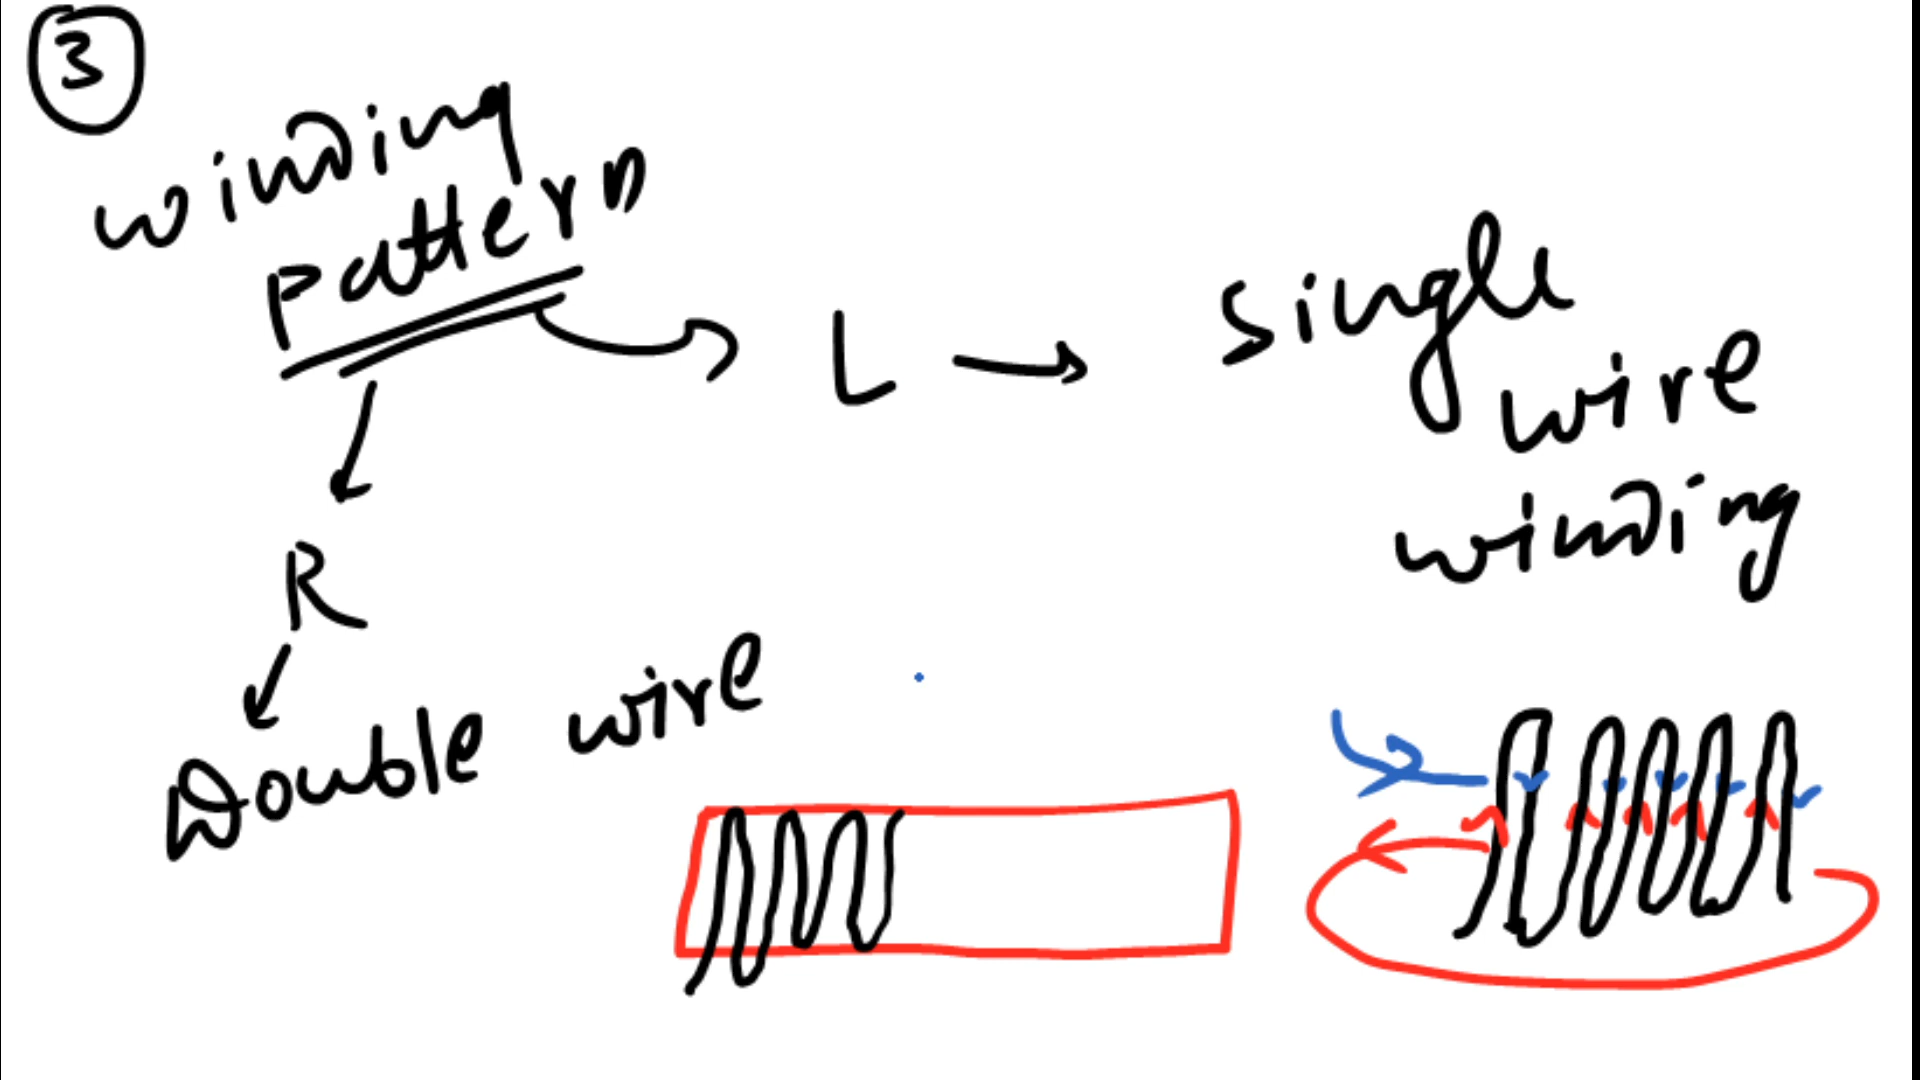 3
winding
pattern
L → single
wire
winding
R
Double wire